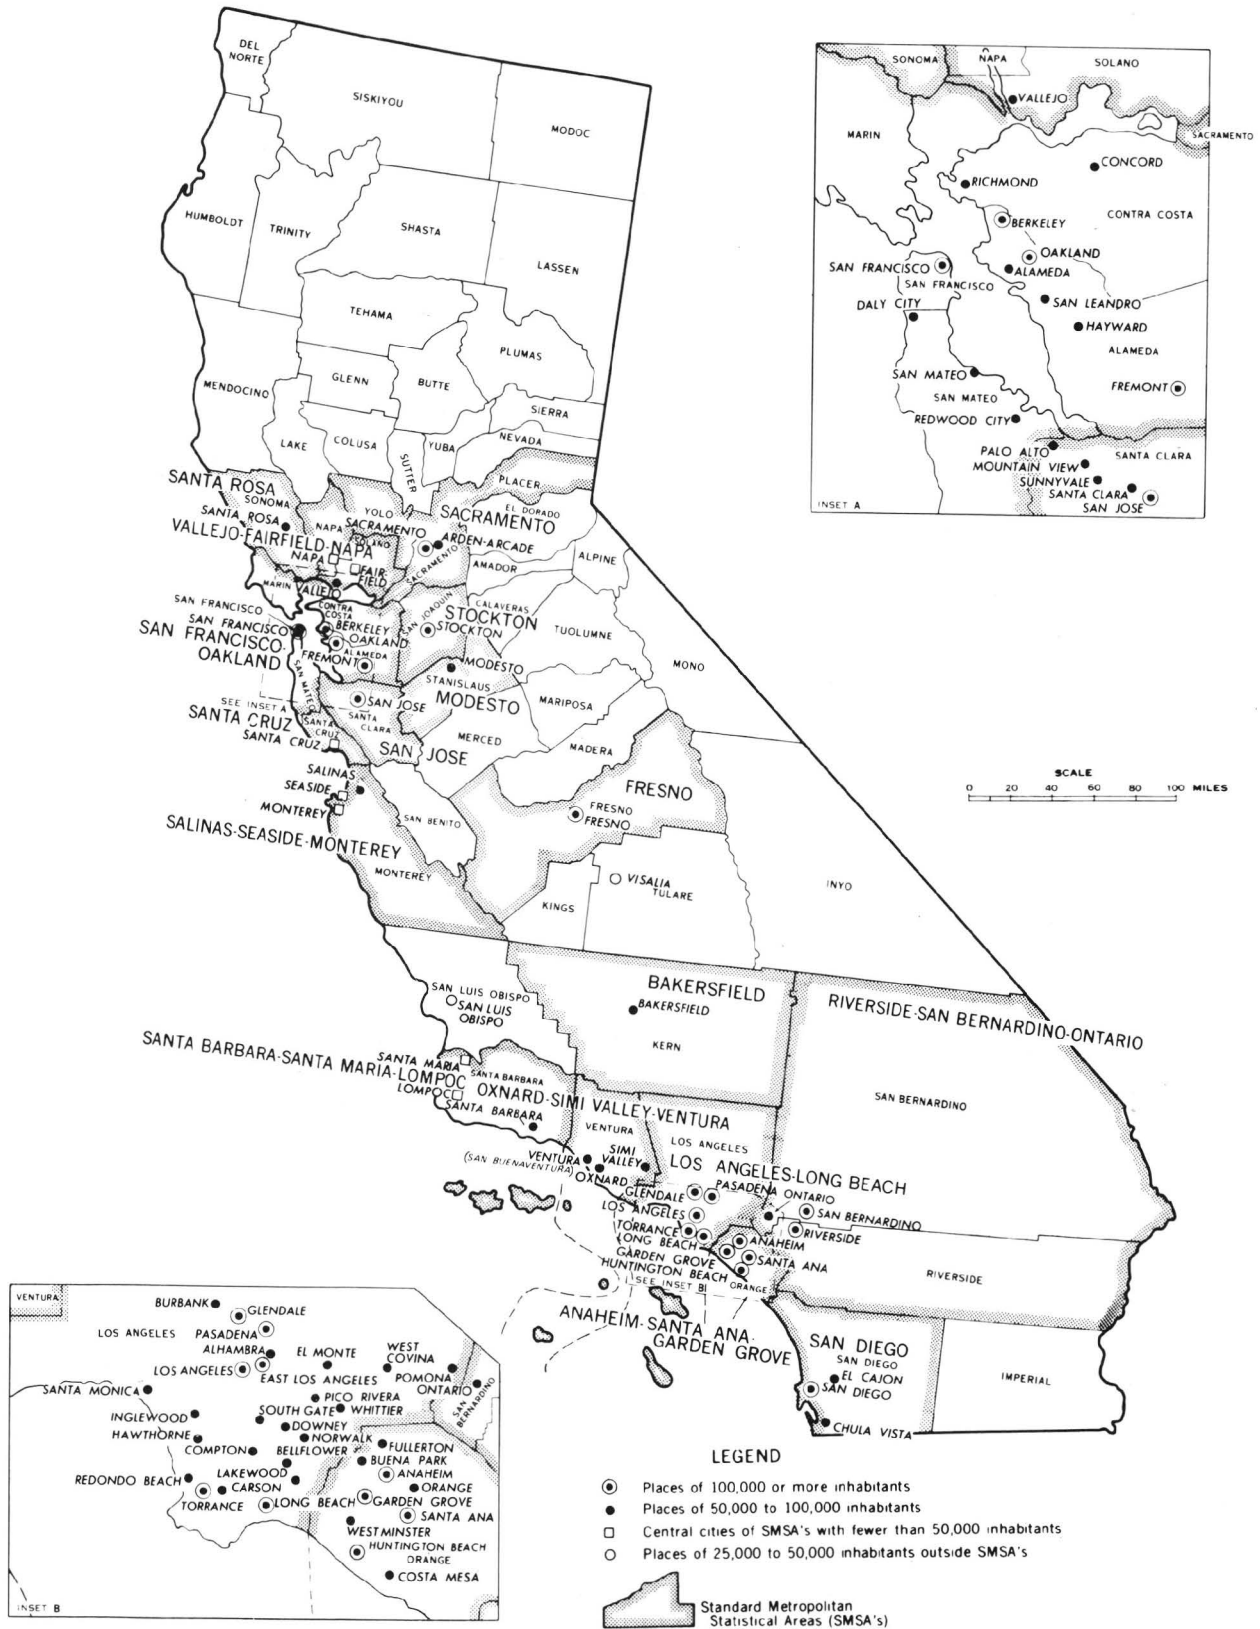 DEL
NORTE
SISKIYOU
MODOC
HUMBOLDT
TRINITY
SHASTA
LASSEN
TEHAMA
PLUMAS
MENDOCINO
GLENN
BUTTE
SIERRA
LAKE
COLUSA
SUTTER
YUBA
NEVADA
PLACER
SANTA ROSA
SONOMA
SANTA ROSA
YOLO
EL DORADO
SACRAMENTO
NAPA
SACRAMENTO
SOLANO
ARDEN-ARCADE
VALLEJO-FAIRFIELD-NAPA
NAPA
FAIR-
FIELD
SACRAMENTO
AMADOR
ALPINE
MARIN
VALLEJO
CONTRA
COSTA
SAN JOAQUIN
CALAVERAS
STOCKTON
STOCKTON
TUOLUMNE
MONO
SAN FRANCISCO
SAN FRANCISCO
SAN FRANCISCO-
OAKLAND
BERKELEY
OAKLAND
ALAMEDA
FREMONT
SAN MATEO
MODESTO
STANISLAUS
MODESTO
MARIPOSA
SEE INSET A
SAN JOSE
SANTA
CLARA
SAN JOSE
MERCED
MADERA
SANTA CRUZ
SANTA
CRUZ
SANTA CRUZ
SALINAS
SEASIDE
MONTEREY
SALINAS-SEASIDE-MONTEREY
MONTEREY
SAN BENITO
FRESNO
FRESNO
FRESNO
VISALIA
TULARE
KINGS
INYO
SAN LUIS OBISPO
SAN LUIS
OBISPO
BAKERSFIELD
BAKERSFIELD
KERN
RIVERSIDE-SAN BERNARDINO-ONTARIO
SAN BERNARDINO
SANTA BARBARA-SANTA MARIA-LOMPOC
SANTA MARIA
SANTA BARBARA
LOMPOC
SANTA BARBARA
OXNARD-SIMI VALLEY-VENTURA
VENTURA
VENTURA
(SAN BUENAVENTURA)
SIMI
VALLEY
OXNARD
LOS ANGELES
LOS ANGELES-LONG BEACH
GLENDALE
PASADENA
ONTARIO
LOS ANGELES
SAN BERNARDINO
TORRANCE
RIVERSIDE
LONG BEACH
ANAHEIM
GARDEN GROVE
SANTA ANA
HUNTINGTON BEACH
SEE INSET B
ORANGE
RIVERSIDE
ANAHEIM-SANTA ANA-
GARDEN GROVE
SAN DIEGO
SAN DIEGO
EL CAJON
SAN DIEGO
CHULA VISTA
IMPERIAL
SCALE
0 20 40 60 80 100 MILES
SONOMA
NAPA
SOLANO
VALLEJO
MARIN
SACRAMENTO
CONCORD
RICHMOND
CONTRA COSTA
BERKELEY
OAKLAND
SAN FRANCISCO
ALAMEDA
SAN FRANCISCO
DALY CITY
SAN LEANDRO
HAYWARD
ALAMEDA
SAN MATEO
FREMONT
SAN MATEO
REDWOOD CITY
PALO ALTO
SANTA CLARA
MOUNTAIN VIEW
SUNNYVALE
SANTA CLARA
SAN JOSE
INSET A
VENTURA
BURBANK
GLENDALE
LOS ANGELES
PASADENA
ALHAMBRA
EL MONTE
WEST
COVINA
LOS ANGELES
EAST LOS ANGELES
POMONA
ONTARIO
SANTA MONICA
PICO RIVERA
SAN
BERNARDINO
INGLEWOOD
SOUTH GATE
WHITTIER
DOWNEY
HAWTHORNE
NORWALK
COMPTON
BELLFLOWER
FULLERTON
BUENA PARK
REDONDO BEACH
LAKEWOOD
ANAHEIM
CARSON
ORANGE
TORRANCE
LONG BEACH
GARDEN GROVE
SANTA ANA
WESTMINSTER
HUNTINGTON BEACH
ORANGE
COSTA MESA
INSET B
LEGEND
Places of 100,000 or more inhabitants
Places of 50,000 to 100,000 inhabitants
Central cities of SMSA's with fewer than 50,000 inhabitants
Places of 25,000 to 50,000 inhabitants outside SMSA's
Standard Metropolitan
Statistical Areas (SMSA's)